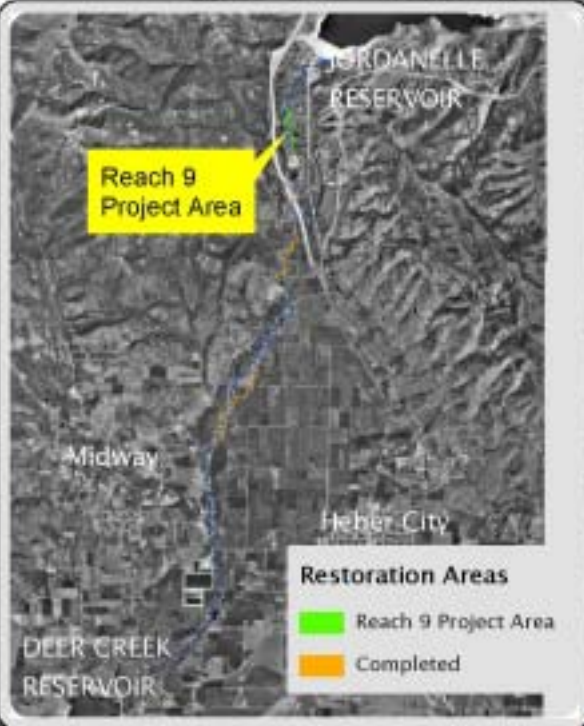 JORDANELLE
RESERVOIR
Reach 9
Project Area
Midway
Heber City
Restoration Areas
Reach 9 Project Area
Completed
DEER CREEK
RESERVOIR